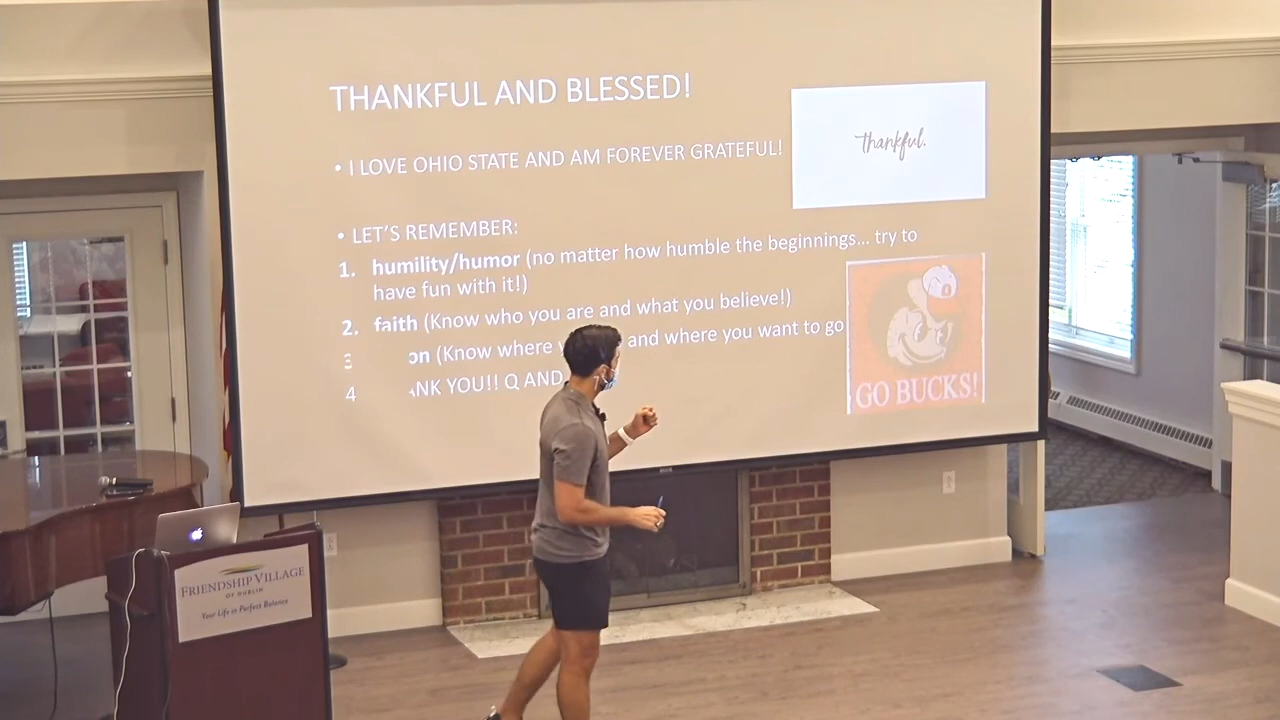 THANKFUL AND BLESSED!
thankful.
• I LOVE OHIO STATE AND AM FOREVER GRATEFUL!
• LET'S REMEMBER:
1. humility/humor (no matter how humble the beginnings... try to
have fun with it!)
2. faith (Know who you are and what you believe!)
3 on (Know where and where you want to go
4 ANK YOU!! Q AND
GO BUCKS!
FRIENDSHIP VILLAGE
OF DUBLIN
Your Life in Perfect Balance